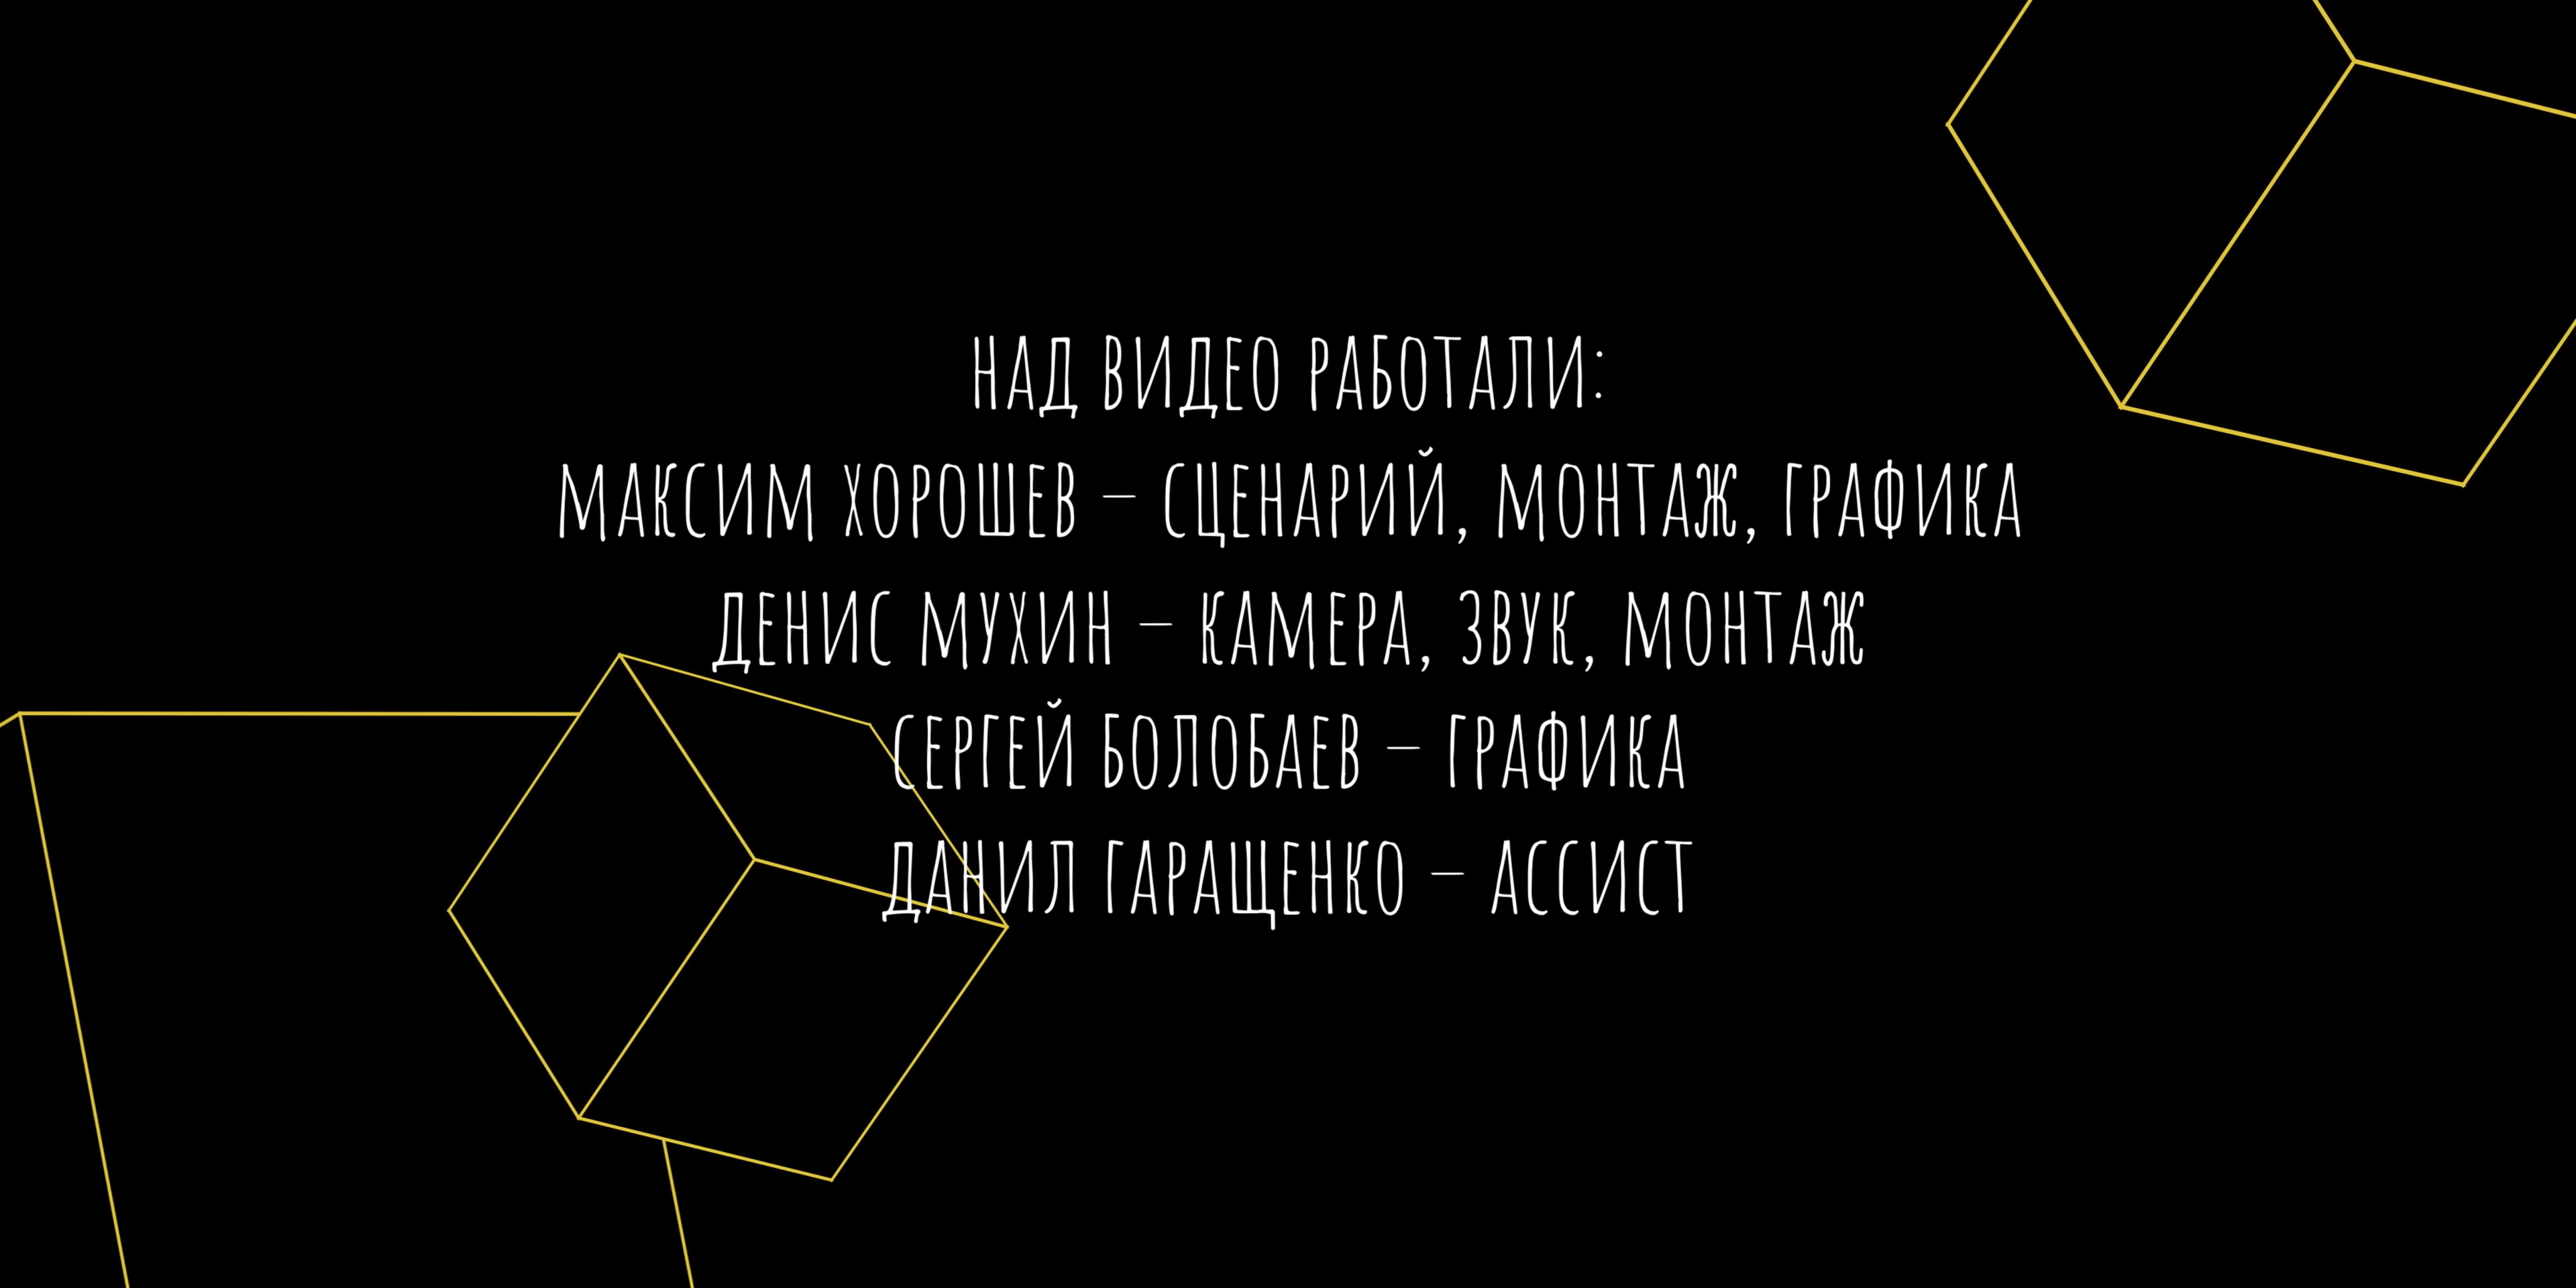 НАД ВИДЕО РАБОТАЛИ:
МАКСИМ ХОРОШЕВ – СЦЕНАРИЙ, МОНТАЖ, ГРАФИКА
ДЕНИС МУХИН – КАМЕРА, ЗВУК, МОНТАЖ
СЕРГЕЙ БОЛОБАЕВ – ГРАФИКА
ДАНИЛ ГАРАЩЕНКО – АССИСТ